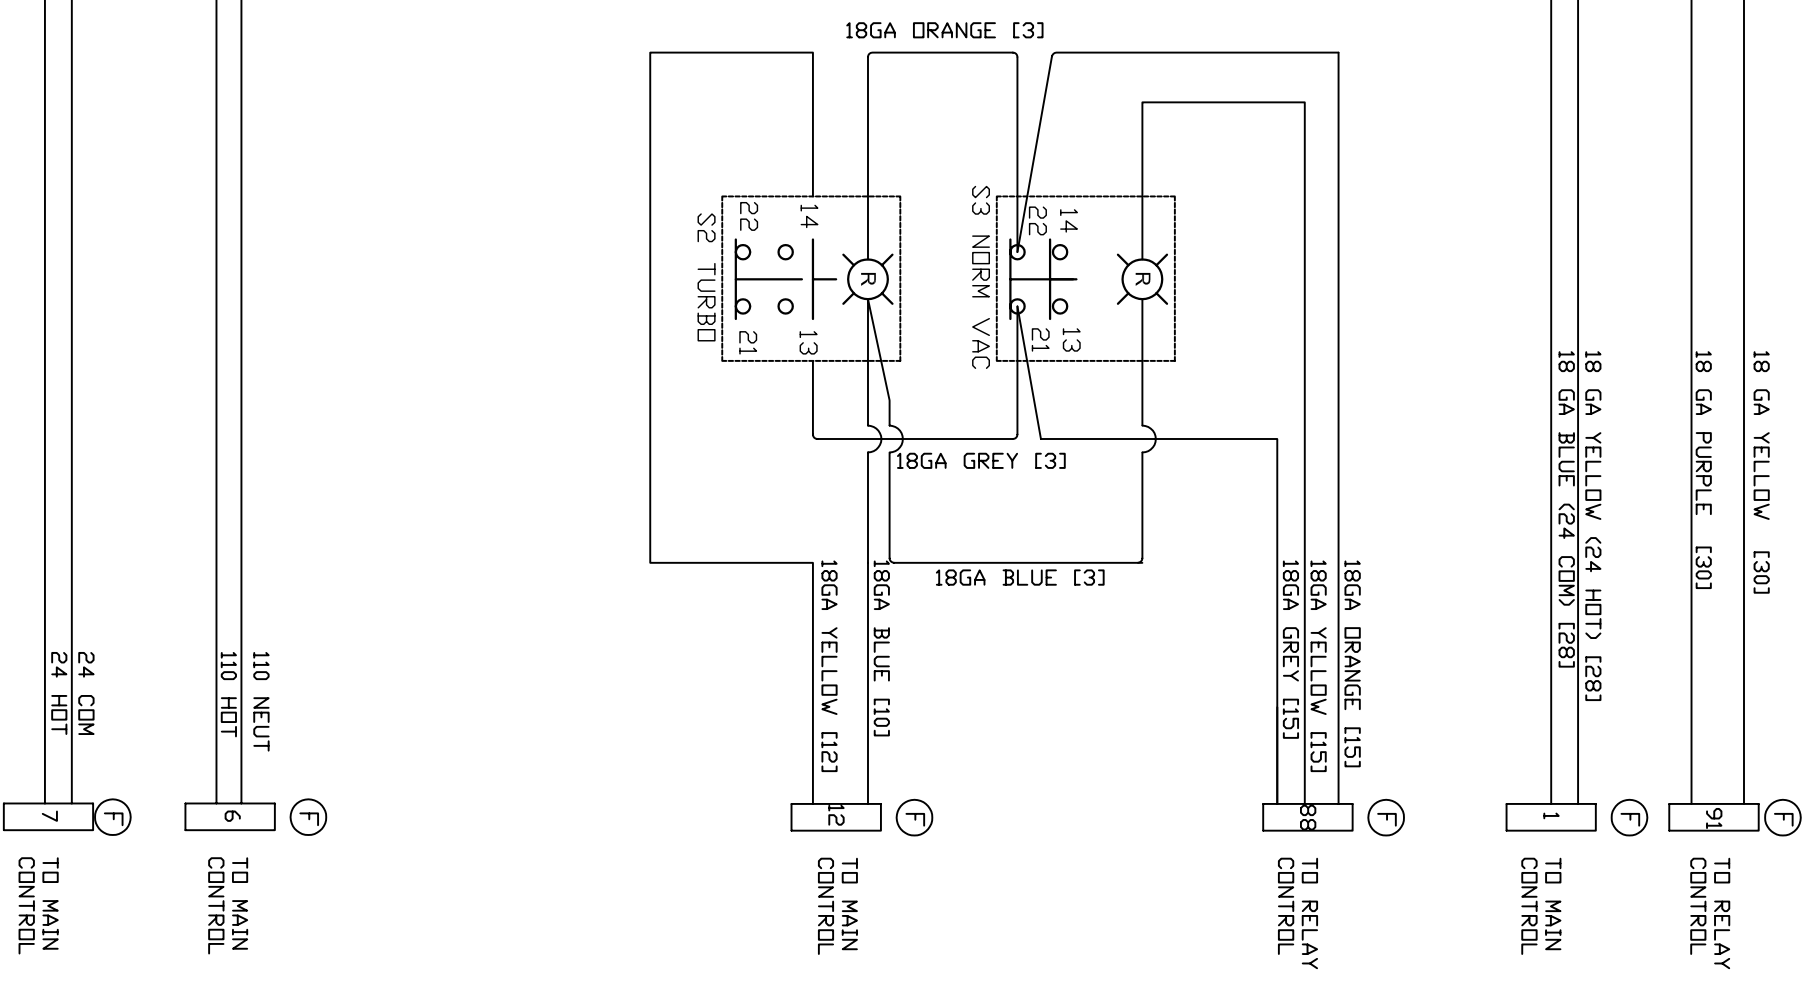 18GA ORANGE [3]
S2 TURBO
22
14
21
13
R
S3 NORM VAC
22
14
21
13
R
18GA GREY [3]
18GA BLUE [3]
24 COM
24 HOT
110 NEUT
110 HOT
18GA BLUE [10]
18GA YELLOW [12]
18GA ORANGE [15]
18GA YELLOW [15]
18GA GREY [15]
18 GA YELLOW (24 HOT) [28]
18 GA BLUE (24 COM) [28]
18 GA YELLOW [30]
18 GA PURPLE [30]
7
F
6
F
12
F
88
F
1
F
91
F
TO MAIN
CONTROL
TO MAIN
CONTROL
TO MAIN
CONTROL
TO RELAY
CONTROL
TO MAIN
CONTROL
TO RELAY
CONTROL